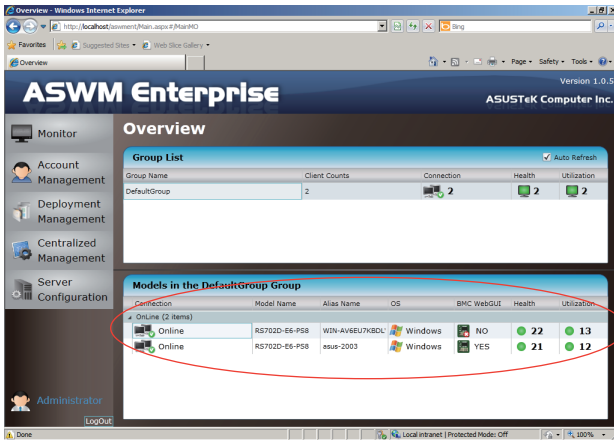 Overview - Windows Internet Explorer
http://localhost/aswment/Main.aspx#/MainMO
Bing
Favorites Suggested Sites Web Slice Gallery
Overview
Page Safety Tools
ASWM Enterprise
Version 1.0.5
ASUSTeK Computer Inc.
Monitor
Account Management
Deployment Management
Centralized Management
Server Configuration
Administrator
LogOut
Overview
Group List
Auto Refresh
Group Name Client Counts Connection Health Utilization
DefaultGroup 2 2 2 2
Models in the DefaultGroup Group
Connection Model Name Alias Name OS BMC WebGUI Health Utilization
OnLine (2 items)
Online RS702D-E6-PS8 WIN-AV6EU7KBDL' Windows NO 22 13
Online RS702D-E6-PS8 asus-2003 Windows YES 21 12
Done
Local intranet | Protected Mode: Off
100%